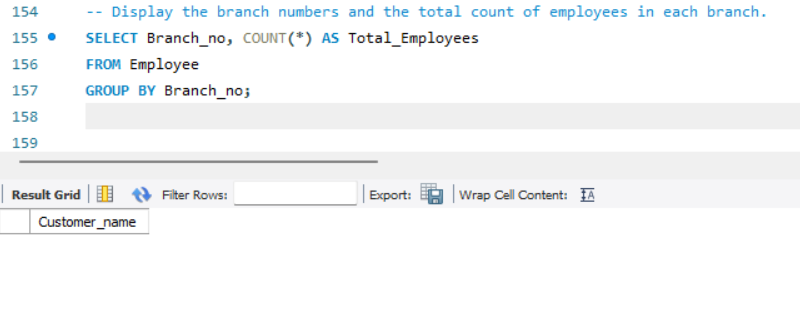 154 -- Display the branch numbers and the total count of employees in each branch.
155 SELECT Branch_no, COUNT(*) AS Total_Employees
156 FROM Employee
157 GROUP BY Branch_no;
158
159
Result Grid Filter Rows: Export: Wrap Cell Content: IA
Customer_name